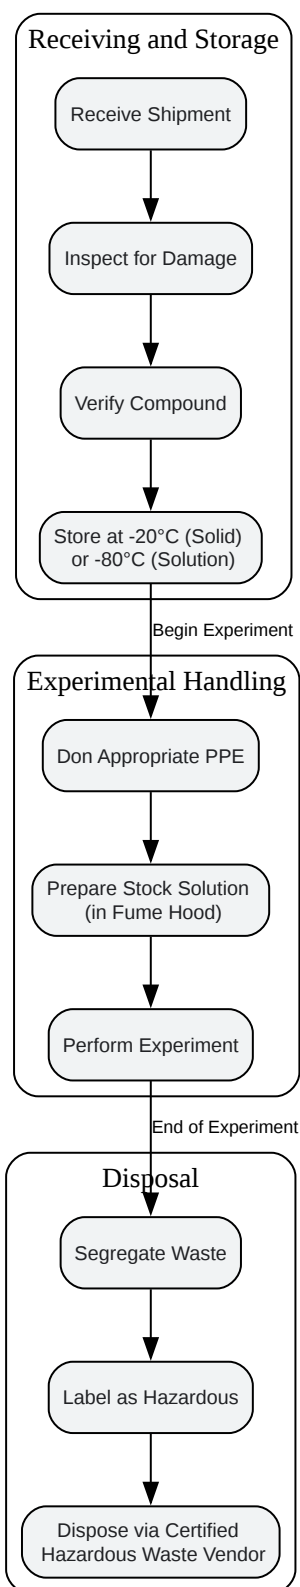 Receiving and Storage
Receive Shipment
Inspect for Damage
Verify Compound
Store at -20°C (Solid)
or -80°C (Solution)
Begin Experiment
Experimental Handling
Don Appropriate PPE
Prepare Stock Solution
(in Fume Hood)
Perform Experiment
End of Experiment
Disposal
Segregate Waste
Label as Hazardous
Dispose via Certified
Hazardous Waste Vendor